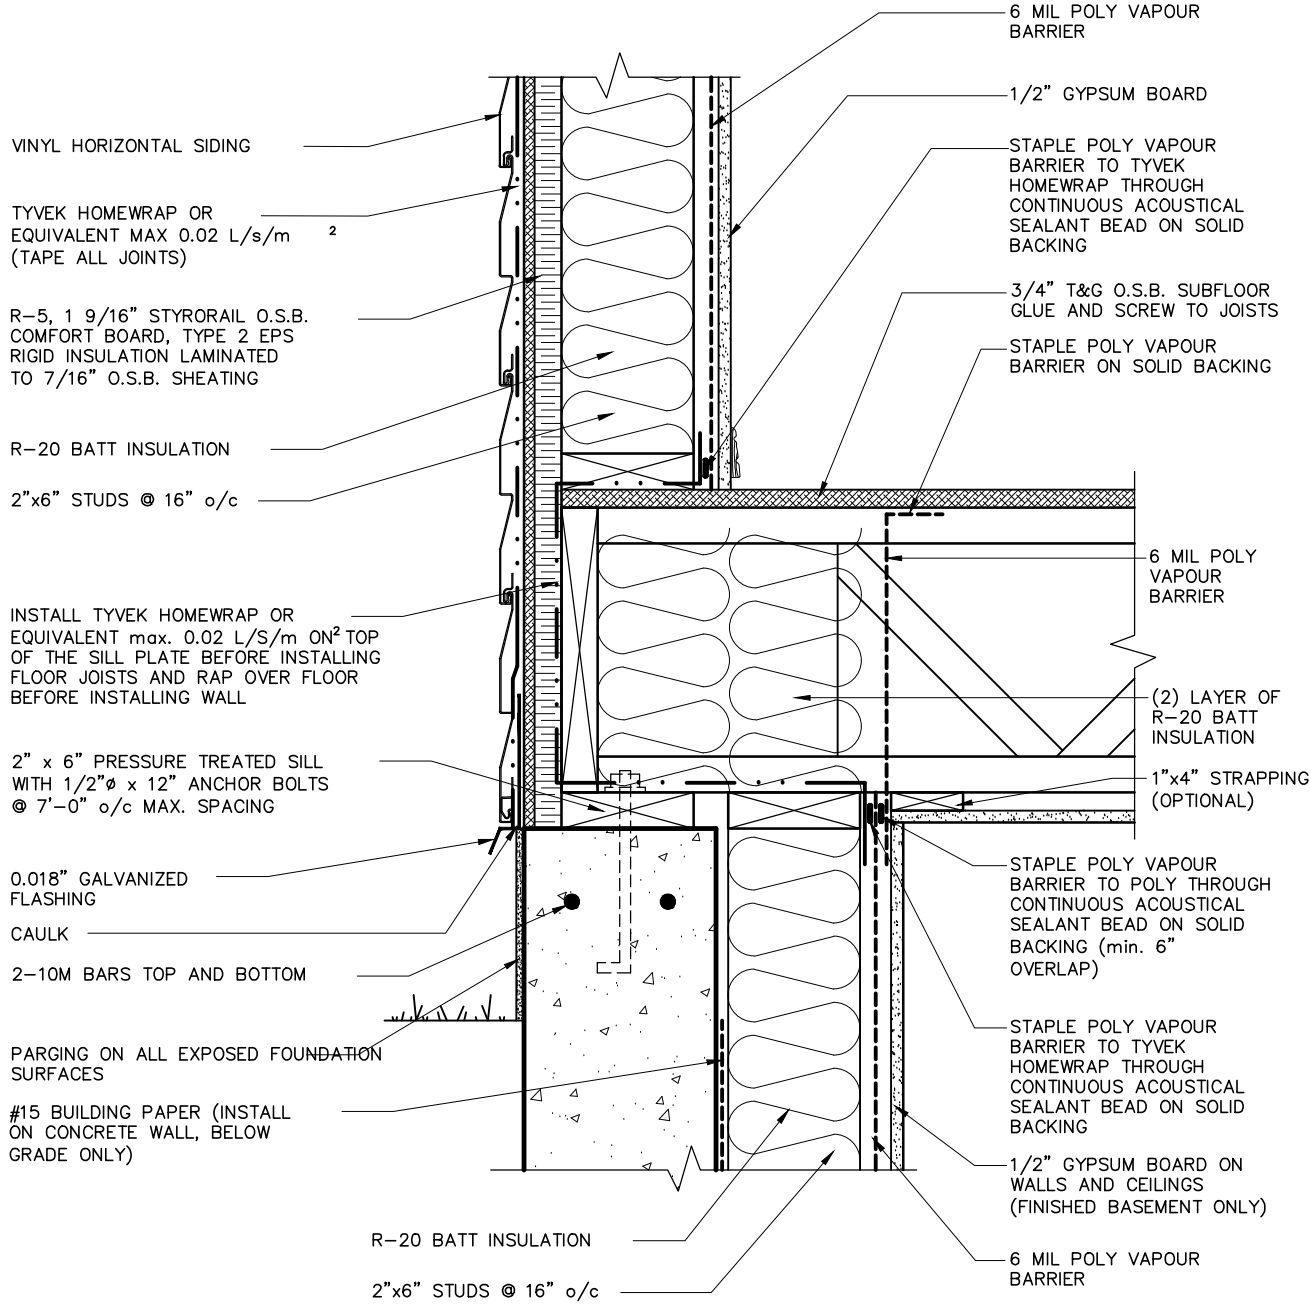 VINYL HORIZONTAL SIDING
TYVEK HOMEWRAP OR
EQUIVALENT MAX 0.02 L/s/m ²
(TAPE ALL JOINTS)
R-5, 1 9/16" STYRORAIL O.S.B.
COMFORT BOARD, TYPE 2 EPS
RIGID INSULATION LAMINATED
TO 7/16" O.S.B. SHEATING
R-20 BATT INSULATION
2"x6" STUDS @ 16" o/c
INSTALL TYVEK HOMEWRAP OR
EQUIVALENT max. 0.02 L/S/m ON² TOP
OF THE SILL PLATE BEFORE INSTALLING
FLOOR JOISTS AND RAP OVER FLOOR
BEFORE INSTALLING WALL
2" x 6" PRESSURE TREATED SILL
WITH 1/2"ø x 12" ANCHOR BOLTS
@ 7'-0" o/c MAX. SPACING
0.018" GALVANIZED
FLASHING
CAULK
2-10M BARS TOP AND BOTTOM
PARGING ON ALL EXPOSED FOUNDATION
SURFACES
#15 BUILDING PAPER (INSTALL
ON CONCRETE WALL, BELOW
GRADE ONLY)
R-20 BATT INSULATION
2"x6" STUDS @ 16" o/c
6 MIL POLY VAPOUR
BARRIER
1/2" GYPSUM BOARD
STAPLE POLY VAPOUR
BARRIER TO TYVEK
HOMEWRAP THROUGH
CONTINUOUS ACOUSTICAL
SEALANT BEAD ON SOLID
BACKING
3/4" T&G O.S.B. SUBFLOOR
GLUE AND SCREW TO JOISTS
STAPLE POLY VAPOUR
BARRIER ON SOLID BACKING
6 MIL POLY
VAPOUR
BARRIER
(2) LAYER OF
R-20 BATT
INSULATION
1"x4" STRAPPING
(OPTIONAL)
STAPLE POLY VAPOUR
BARRIER TO POLY THROUGH
CONTINUOUS ACOUSTICAL
SEALANT BEAD ON SOLID
BACKING (min. 6"
OVERLAP)
STAPLE POLY VAPOUR
BARRIER TO TYVEK
HOMEWRAP THROUGH
CONTINUOUS ACOUSTICAL
SEALANT BEAD ON SOLID
BACKING
1/2" GYPSUM BOARD ON
WALLS AND CEILINGS
(FINISHED BASEMENT ONLY)
6 MIL POLY VAPOUR
BARRIER